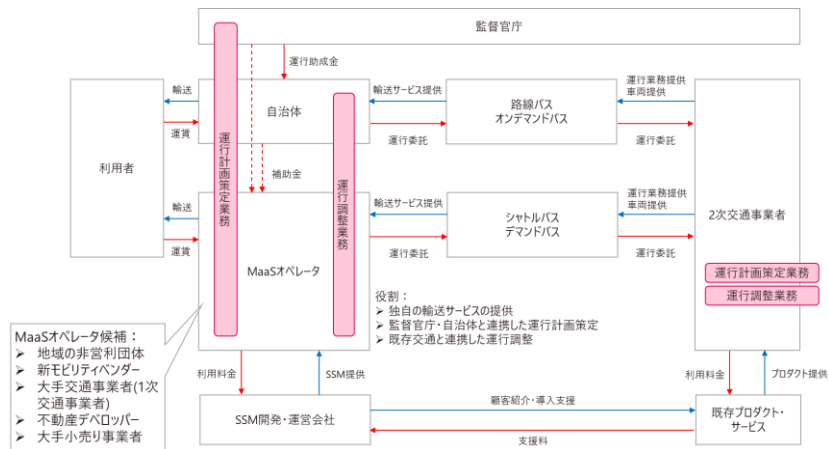 監督官庁
運行助成金
利用者
輸送
運賃
自治体
輸送サービス提供
運行委託
路線バス
オンデマンドバス
運行業務提供
車両提供
運行委託
2次交通事業者
運行計画策定業務
運行調整業務
補助金
輸送
運賃
MaaSオペレータ
輸送サービス提供
運行委託
シャトルバス
デマンドバス
運行業務提供
車両提供
運行委託
運行計画策定業務
運行調整業務
役割：
➢ 独自の輸送サービスの提供
➢ 監督官庁・自治体と連携した運行計画策定
➢ 既存交通と連携した運行調整
MaaSオペレータ候補：
➢ 地域の非営利団体
➢ 新モビリティベンダー
➢ 大手交通事業者(1次
交通事業者)
➢ 不動産デベロッパー
➢ 大手小売り事業者
利用料金
SSM提供
利用料金
プロダクト提供
SSM開発・運営会社
顧客紹介・導入支援
支援料
既存プロダクト・
サービス